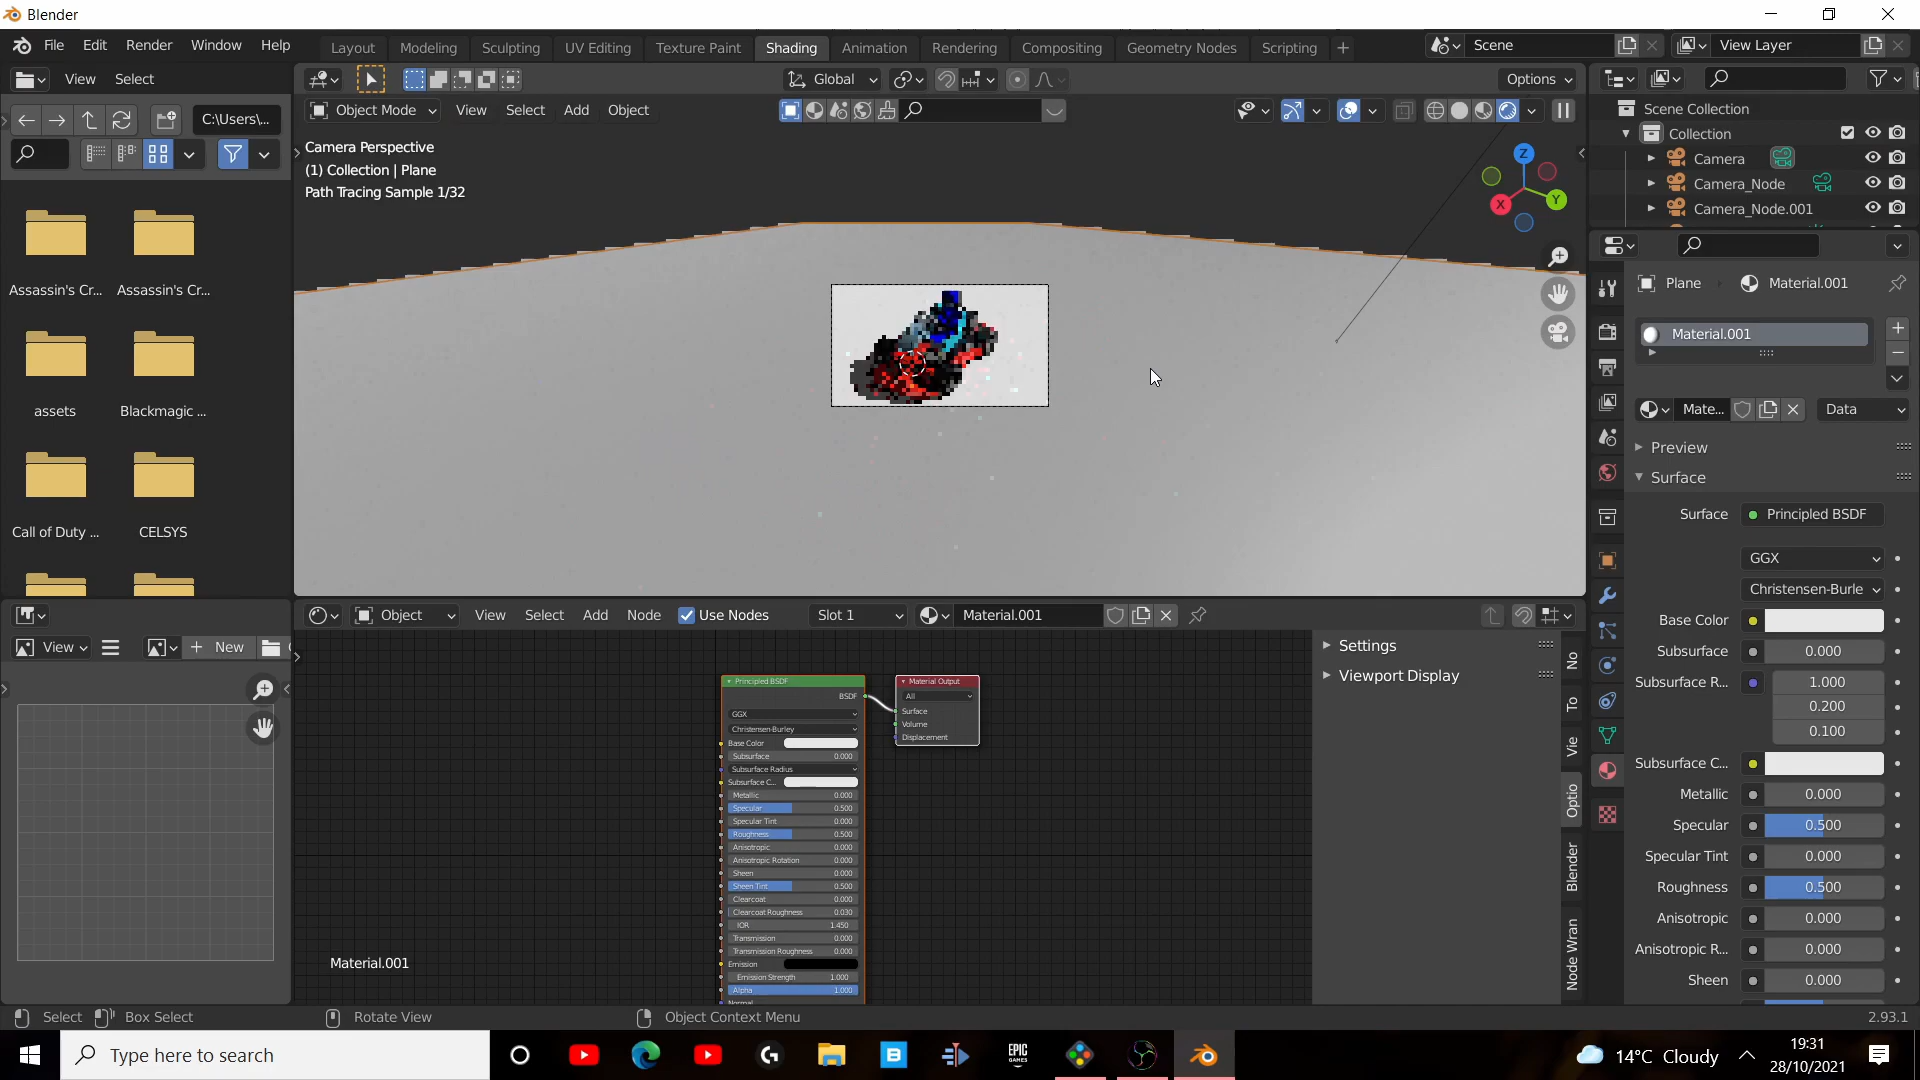 Blender
File Edit Render Window Help
Layout Modeling Sculpting UV Editing Texture Paint Shading Animation Rendering Compositing Geometry Nodes Scripting +
Scene
View Layer
View Select
Global
Options
C:\Users\...
Object Mode View Select Add Object
Camera Perspective
(1) Collection | Plane
Path Tracing Sample 1/32
Z
Y
X
Scene Collection
Collection
Camera
Camera_Node
Camera_Node.001
Assassin's Cr... Assassin's Cr...
assets Blackmagic ...
Call of Duty ... CELSYS
Plane Material.001
Material.001
Mate... Data
Preview
Surface
Surface Principled BSDF
GGX
Christensen-Burle
Base Color
Subsurface 0.000
Subsurface R... 1.000
0.200
0.100
Subsurface C...
Metallic 0.000
Specular 0.500
Specular Tint 0.000
Roughness 0.500
Anisotropic 0.000
Anisotropic R... 0.000
Sheen 0.000
View + New
Object View Select Add Node Use Nodes Slot 1 Material.001
Settings
Viewport Display
No
To
Vie
Optio
Blender
Node Wran
Principled BSDF
BSDF
GGX
Christensen-Burley
Base Color
Subsurface 0.000
Subsurface Radius
Subsurface C...
Metallic 0.000
Specular 0.500
Specular Tint 0.000
Roughness 0.500
Anisotropic 0.000
Anisotropic Rotation 0.000
Sheen 0.000
Sheen Tint 0.500
Clearcoat 0.000
Clearcoat Roughness 0.030
IOR 1.450
Transmission 0.000
Transmission Roughness 0.000
Emission
Emission Strength 1.000
Alpha 1.000
Normal
Material Output
All
Surface
Volume
Displacement
Material.001
Select Box Select Rotate View Object Context Menu
2.93.1
Type here to search
EPIC
GAMES
14°C Cloudy
19:31
28/10/2021